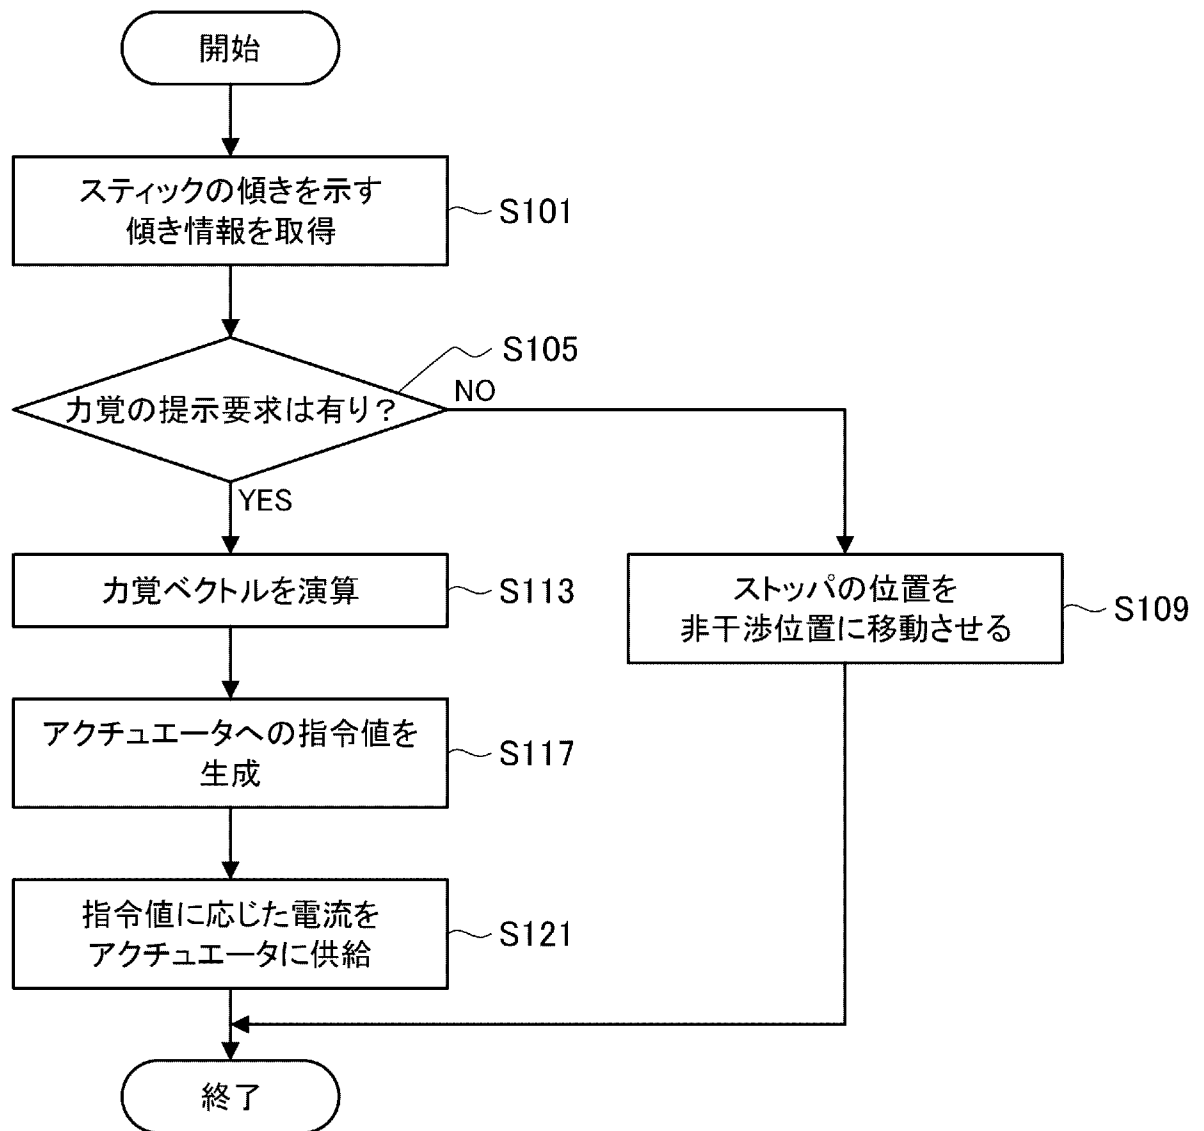 開始
スティックの傾きを示す
傾き情報を取得
S101
力覚の提示要求は有り？
S105
NO
YES
力覚ベクトルを演算
S113
ストッパの位置を
非干渉位置に移動させる
S109
アクチュエータへの指令値を
生成
S117
指令値に応じた電流を
アクチュエータに供給
S121
終了